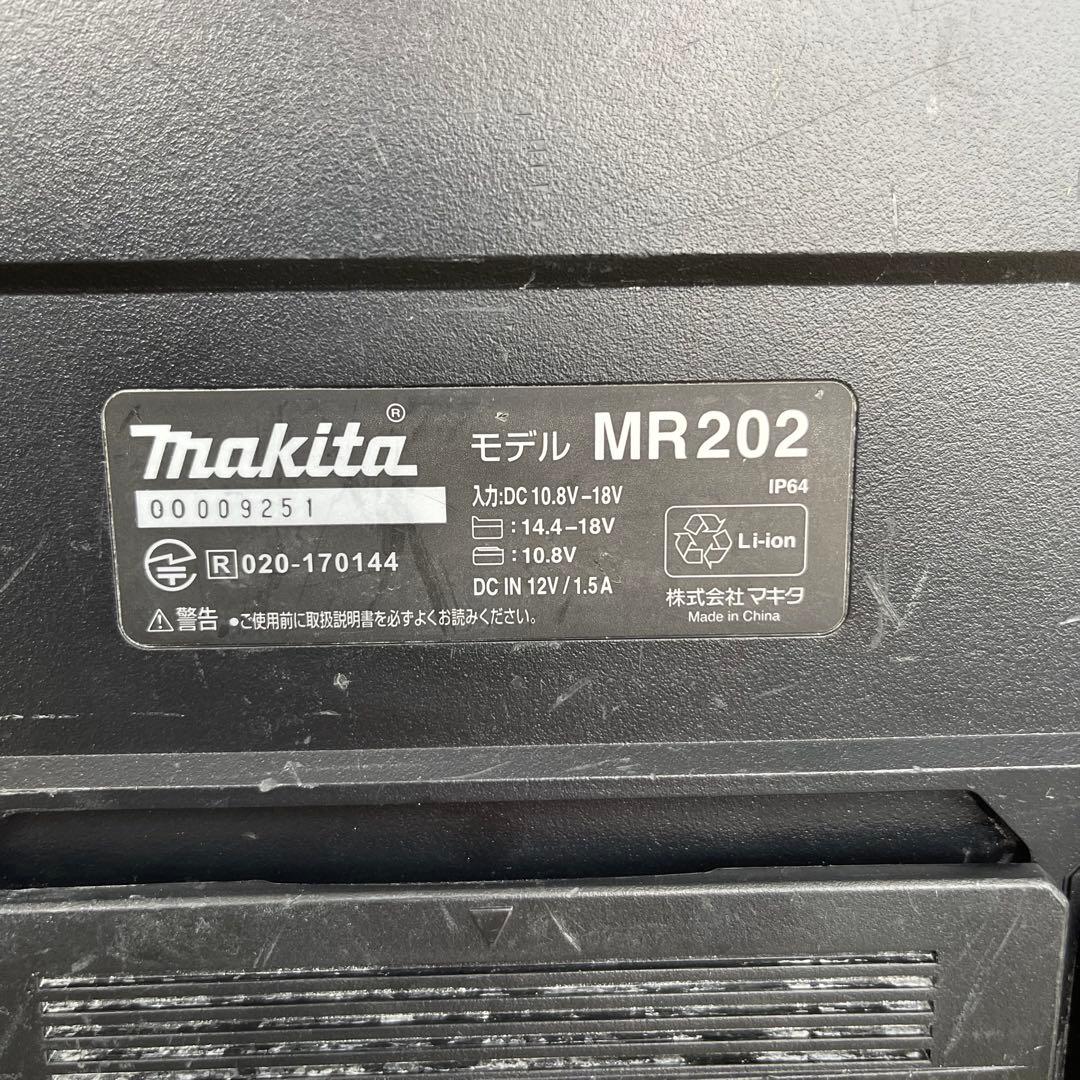 makita®
00009251
R 020-170144
⚠警告 ●ご使用前に取扱説明書を必ずよくお読みください。
モデル MR202
IP64
入力:DC 10.8V-18V
:14.4-18V
:10.8V
DC IN 12V/1.5A
Li-ion
株式会社マキタ
Made in China